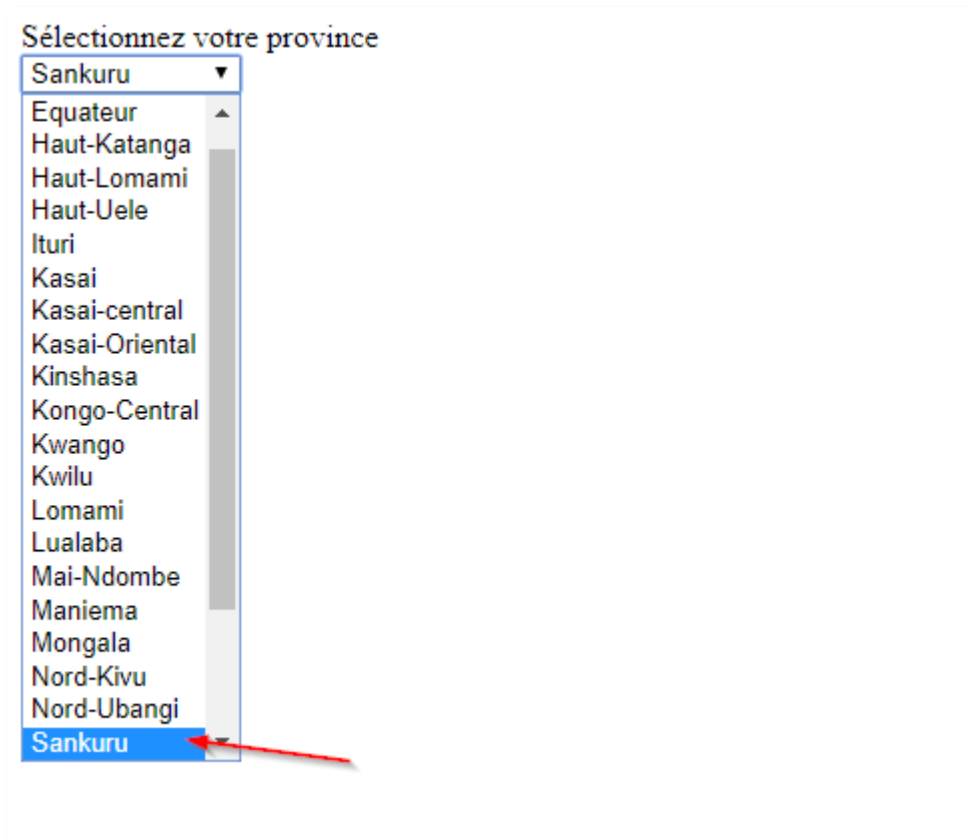 Sélectionnez votre province
Sankuru
Equateur
Haut-Katanga
Haut-Lomami
Haut-Uele
Ituri
Kasai
Kasai-central
Kasai-Oriental
Kinshasa
Kongo-Central
Kwango
Kwilu
Lomami
Lualaba
Mai-Ndombe
Maniema
Mongala
Nord-Kivu
Nord-Ubangi
Sankuru